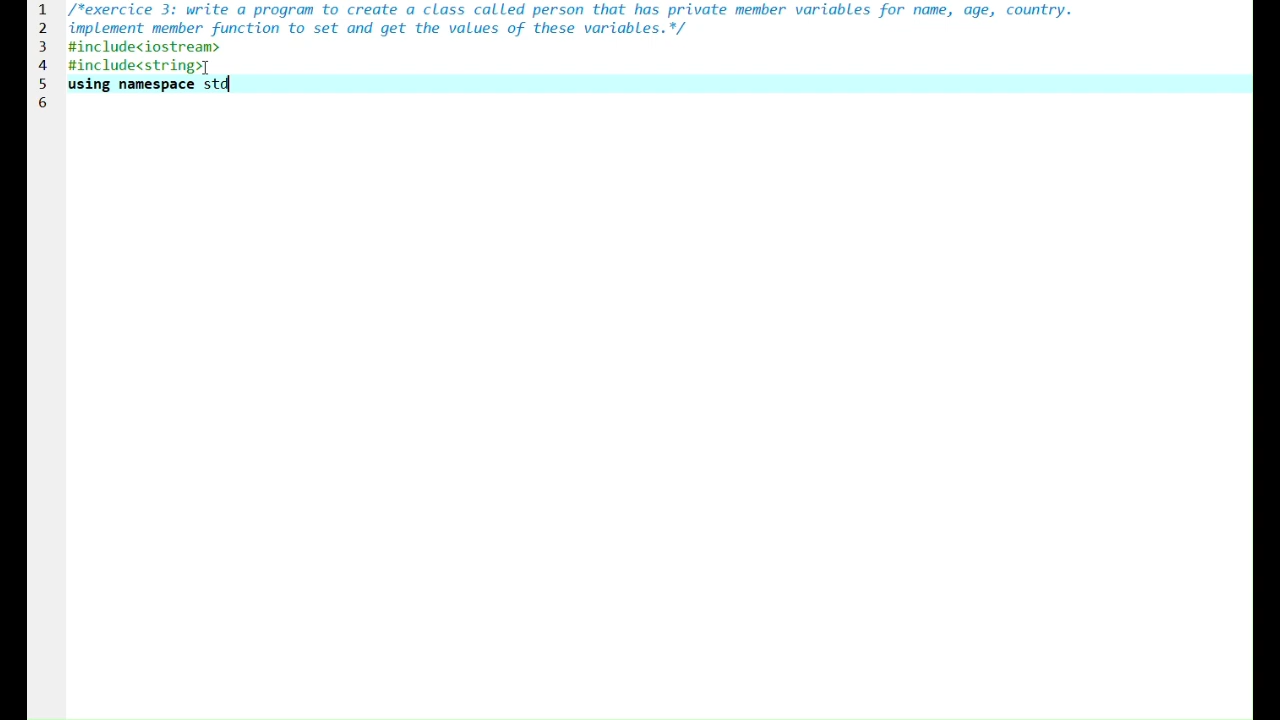 1 /*exercice 3: write a program to create a class called person that has private member variables for name, age, country.
2 implement member function to set and get the values of these variables.*/
3 #include<iostream>
4 #include<string>
5 using namespace std
6